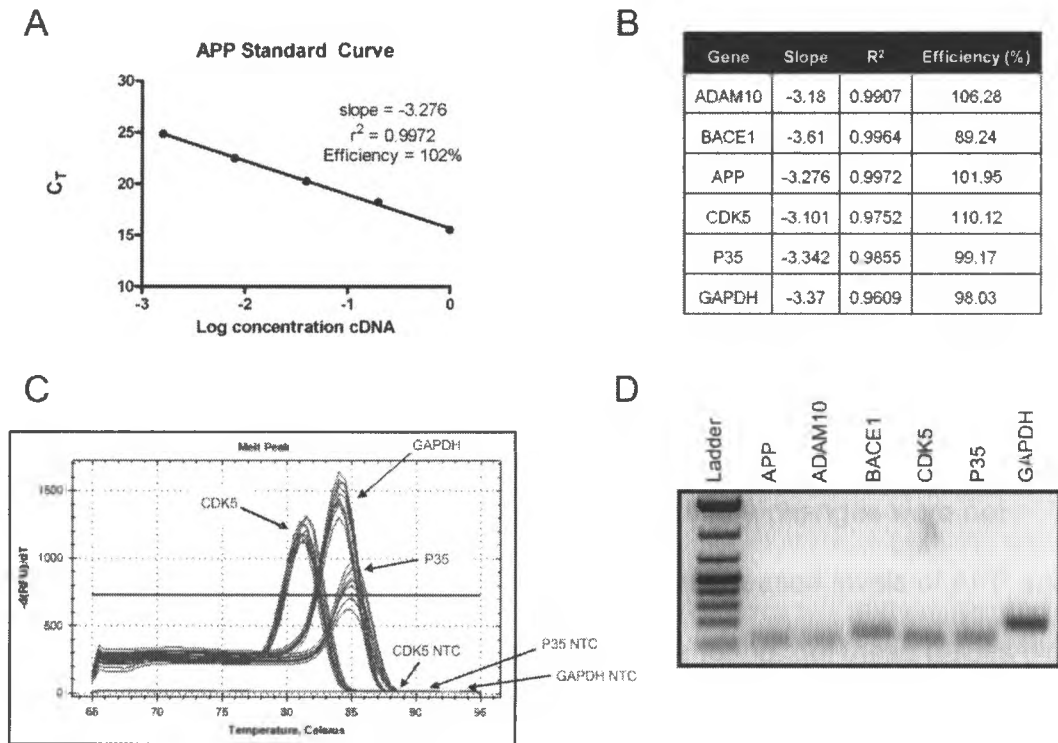 A
APP Standard Curve
30
25
20
15
10
C_T
slope = -3.276
r² = 0.9972
Efficiency = 102%
-3 -2 -1 0
Log concentration cDNA
B
Gene Slope R² Efficiency (%)
ADAM10 -3.18 0.9907 106.28
BACE1 -3.61 0.9964 89.24
APP -3.276 0.9972 101.95
CDK5 -3.101 0.9752 110.12
P35 -3.342 0.9855 99.17
GAPDH -3.37 0.9609 98.03
C
Melt Peak
GAPDH
CDK5
P35
CDK5 NTC
P35 NTC
GAPDH NTC
1500
1000
500
0
-d(RFU)/dT
65 70 75 80 85 90 95
Temperature, Celsius
D
Ladder
APP
ADAM10
BACE1
CDK5
P35
GAPDH